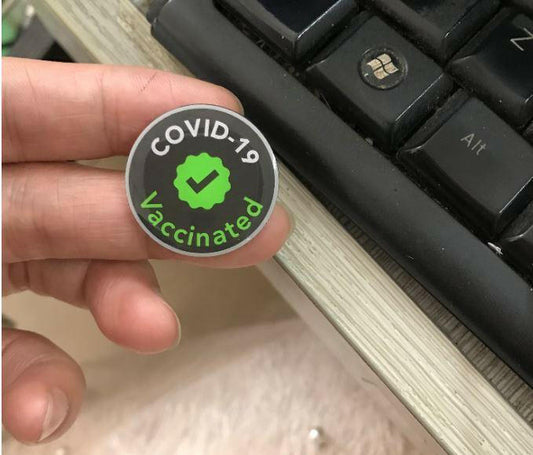 COVID-19
Vaccinated
Z
Alt